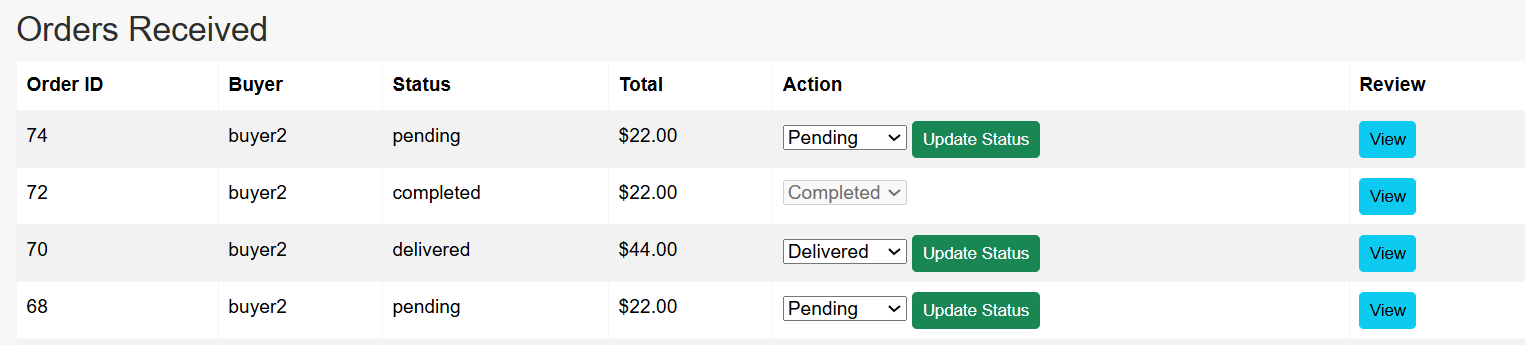 Orders Received
Order ID Buyer Status Total Action Review
74 buyer2 pending $22.00 Pending Update Status View
72 buyer2 completed $22.00 Completed View
70 buyer2 delivered $44.00 Delivered Update Status View
68 buyer2 pending $22.00 Pending Update Status View